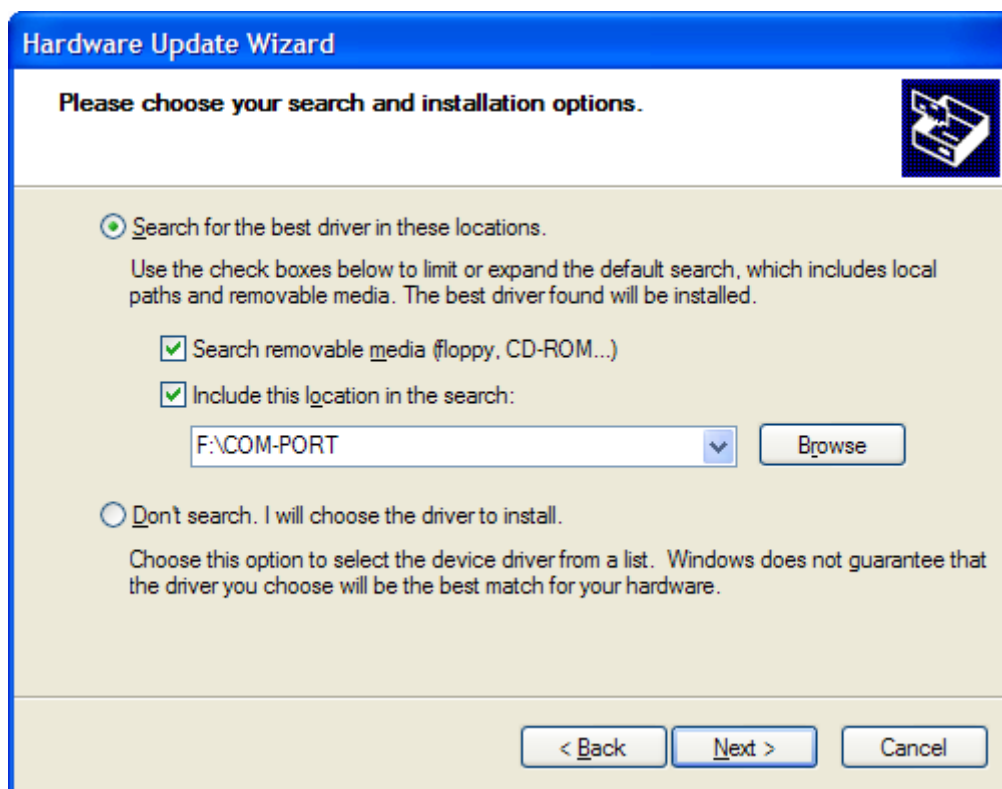 Hardware Update Wizard
Please choose your search and installation options.
Search for the best driver in these locations.
Use the check boxes below to limit or expand the default search, which includes local
paths and removable media. The best driver found will be installed.
Search removable media (floppy, CD-ROM...)
Include this location in the search:
F:\COM-PORT
Browse
Don't search. I will choose the driver to install.
Choose this option to select the device driver from a list. Windows does not guarantee that
the driver you choose will be the best match for your hardware.
< Back Next > Cancel